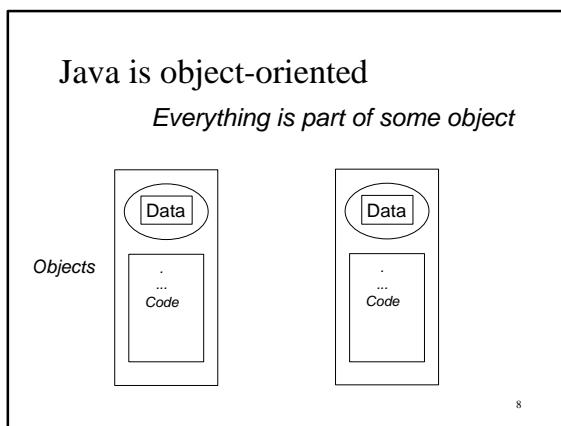 Java is object-oriented
Everything is part of some object
Data
Data
Objects
.
...
Code
.
...
Code
8